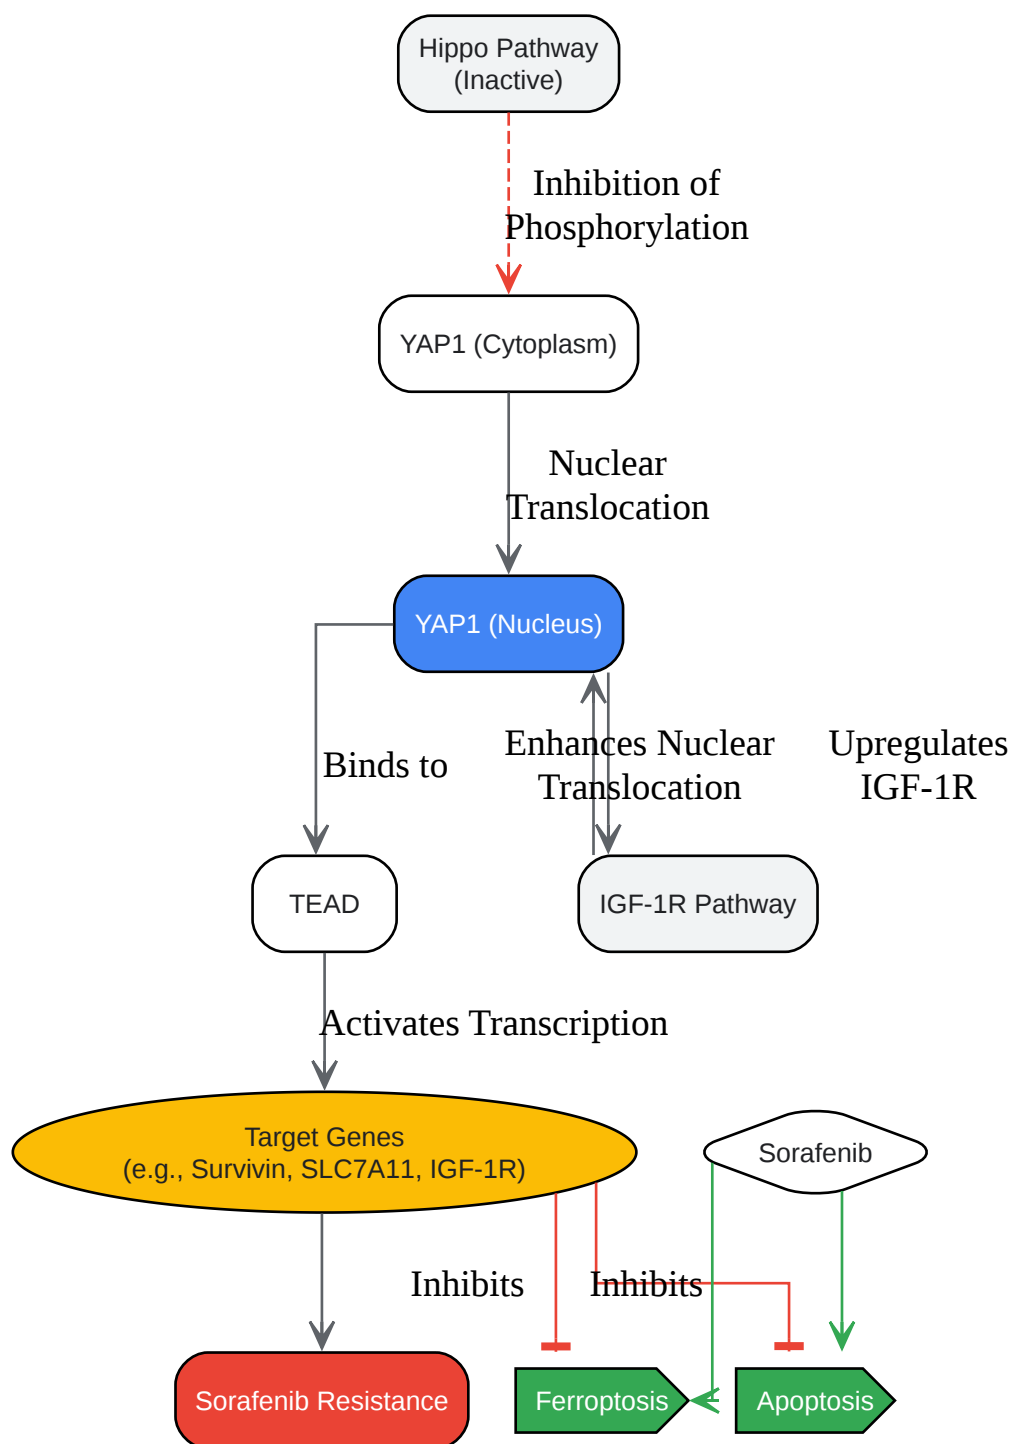 Hippo Pathway
(Inactive)
Inhibition of
Phosphorylation
YAP1 (Cytoplasm)
Nuclear
Translocation
YAP1 (Nucleus)
Binds to
Enhances Nuclear
Translocation
Upregulates
IGF-1R
TEAD
IGF-1R Pathway
Activates Transcription
Target Genes
(e.g., Survivin, SLC7A11, IGF-1R)
Sorafenib
Inhibits
Inhibits
Sorafenib Resistance
Ferroptosis
Apoptosis